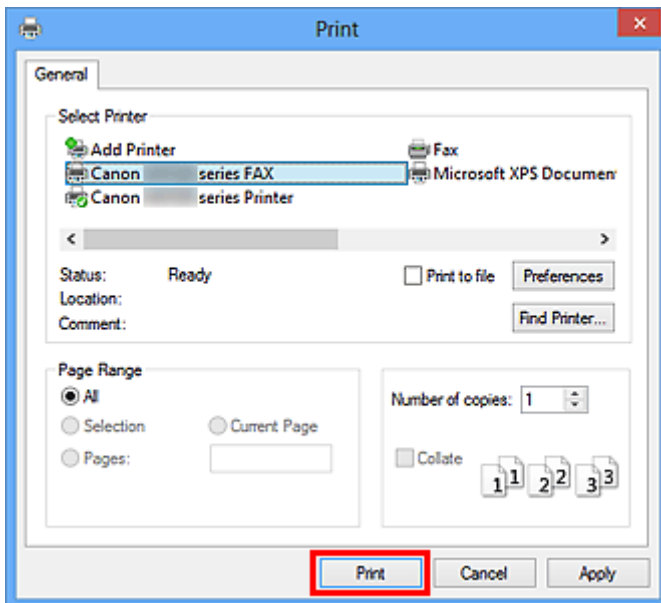 Print
General
Select Printer
Add Printer
Fax
Canon series FAX
Microsoft XPS Documen
Canon series Printer
Status: Ready
Print to file
Preferences
Location:
Comment:
Find Printer...
Page Range
All
Selection
Current Page
Pages:
Number of copies: 1
Collate
1 1 2 2 3 3
Print
Cancel
Apply